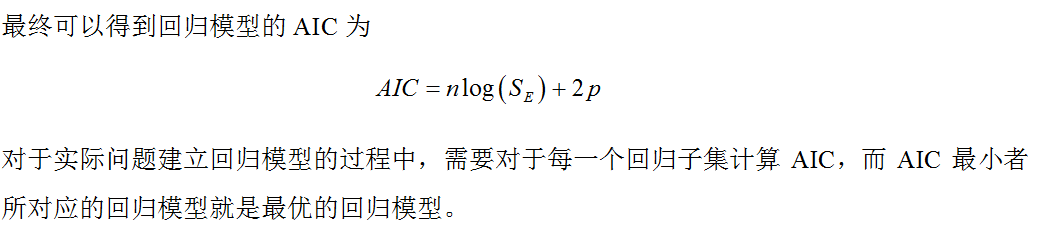 最终可以得到回归模型的 AIC 为
AIC = n log(S_E) + 2p
对于实际问题建立回归模型的过程中，需要对于每一个回归子集计算 AIC，而 AIC 最小者
所对应的回归模型就是最优的回归模型。